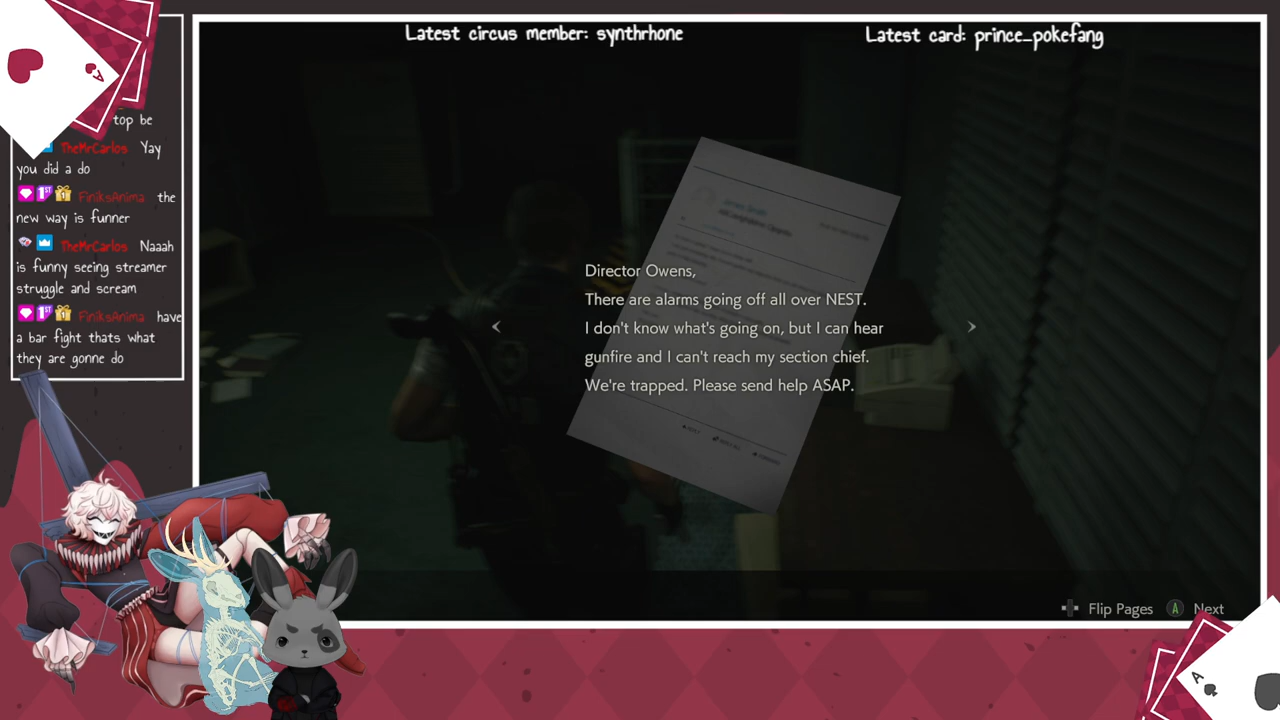 Latest circus member: synthrhone
Latest card: prince_pokefang
top be
TheMrCarlos Yay
you did a do
FiniksAnima the
new way is funner
TheMrCarlos Naaah
is funny seeing streamer
struggle and scream
FiniksAnima have
a bar fight thats what
they are gonne do
Director Owens,
There are alarms going off all over NEST.
I don't know what's going on, but I can hear
gunfire and I can't reach my section chief.
We're trapped. Please send help ASAP.
Flip Pages A Next
A
A